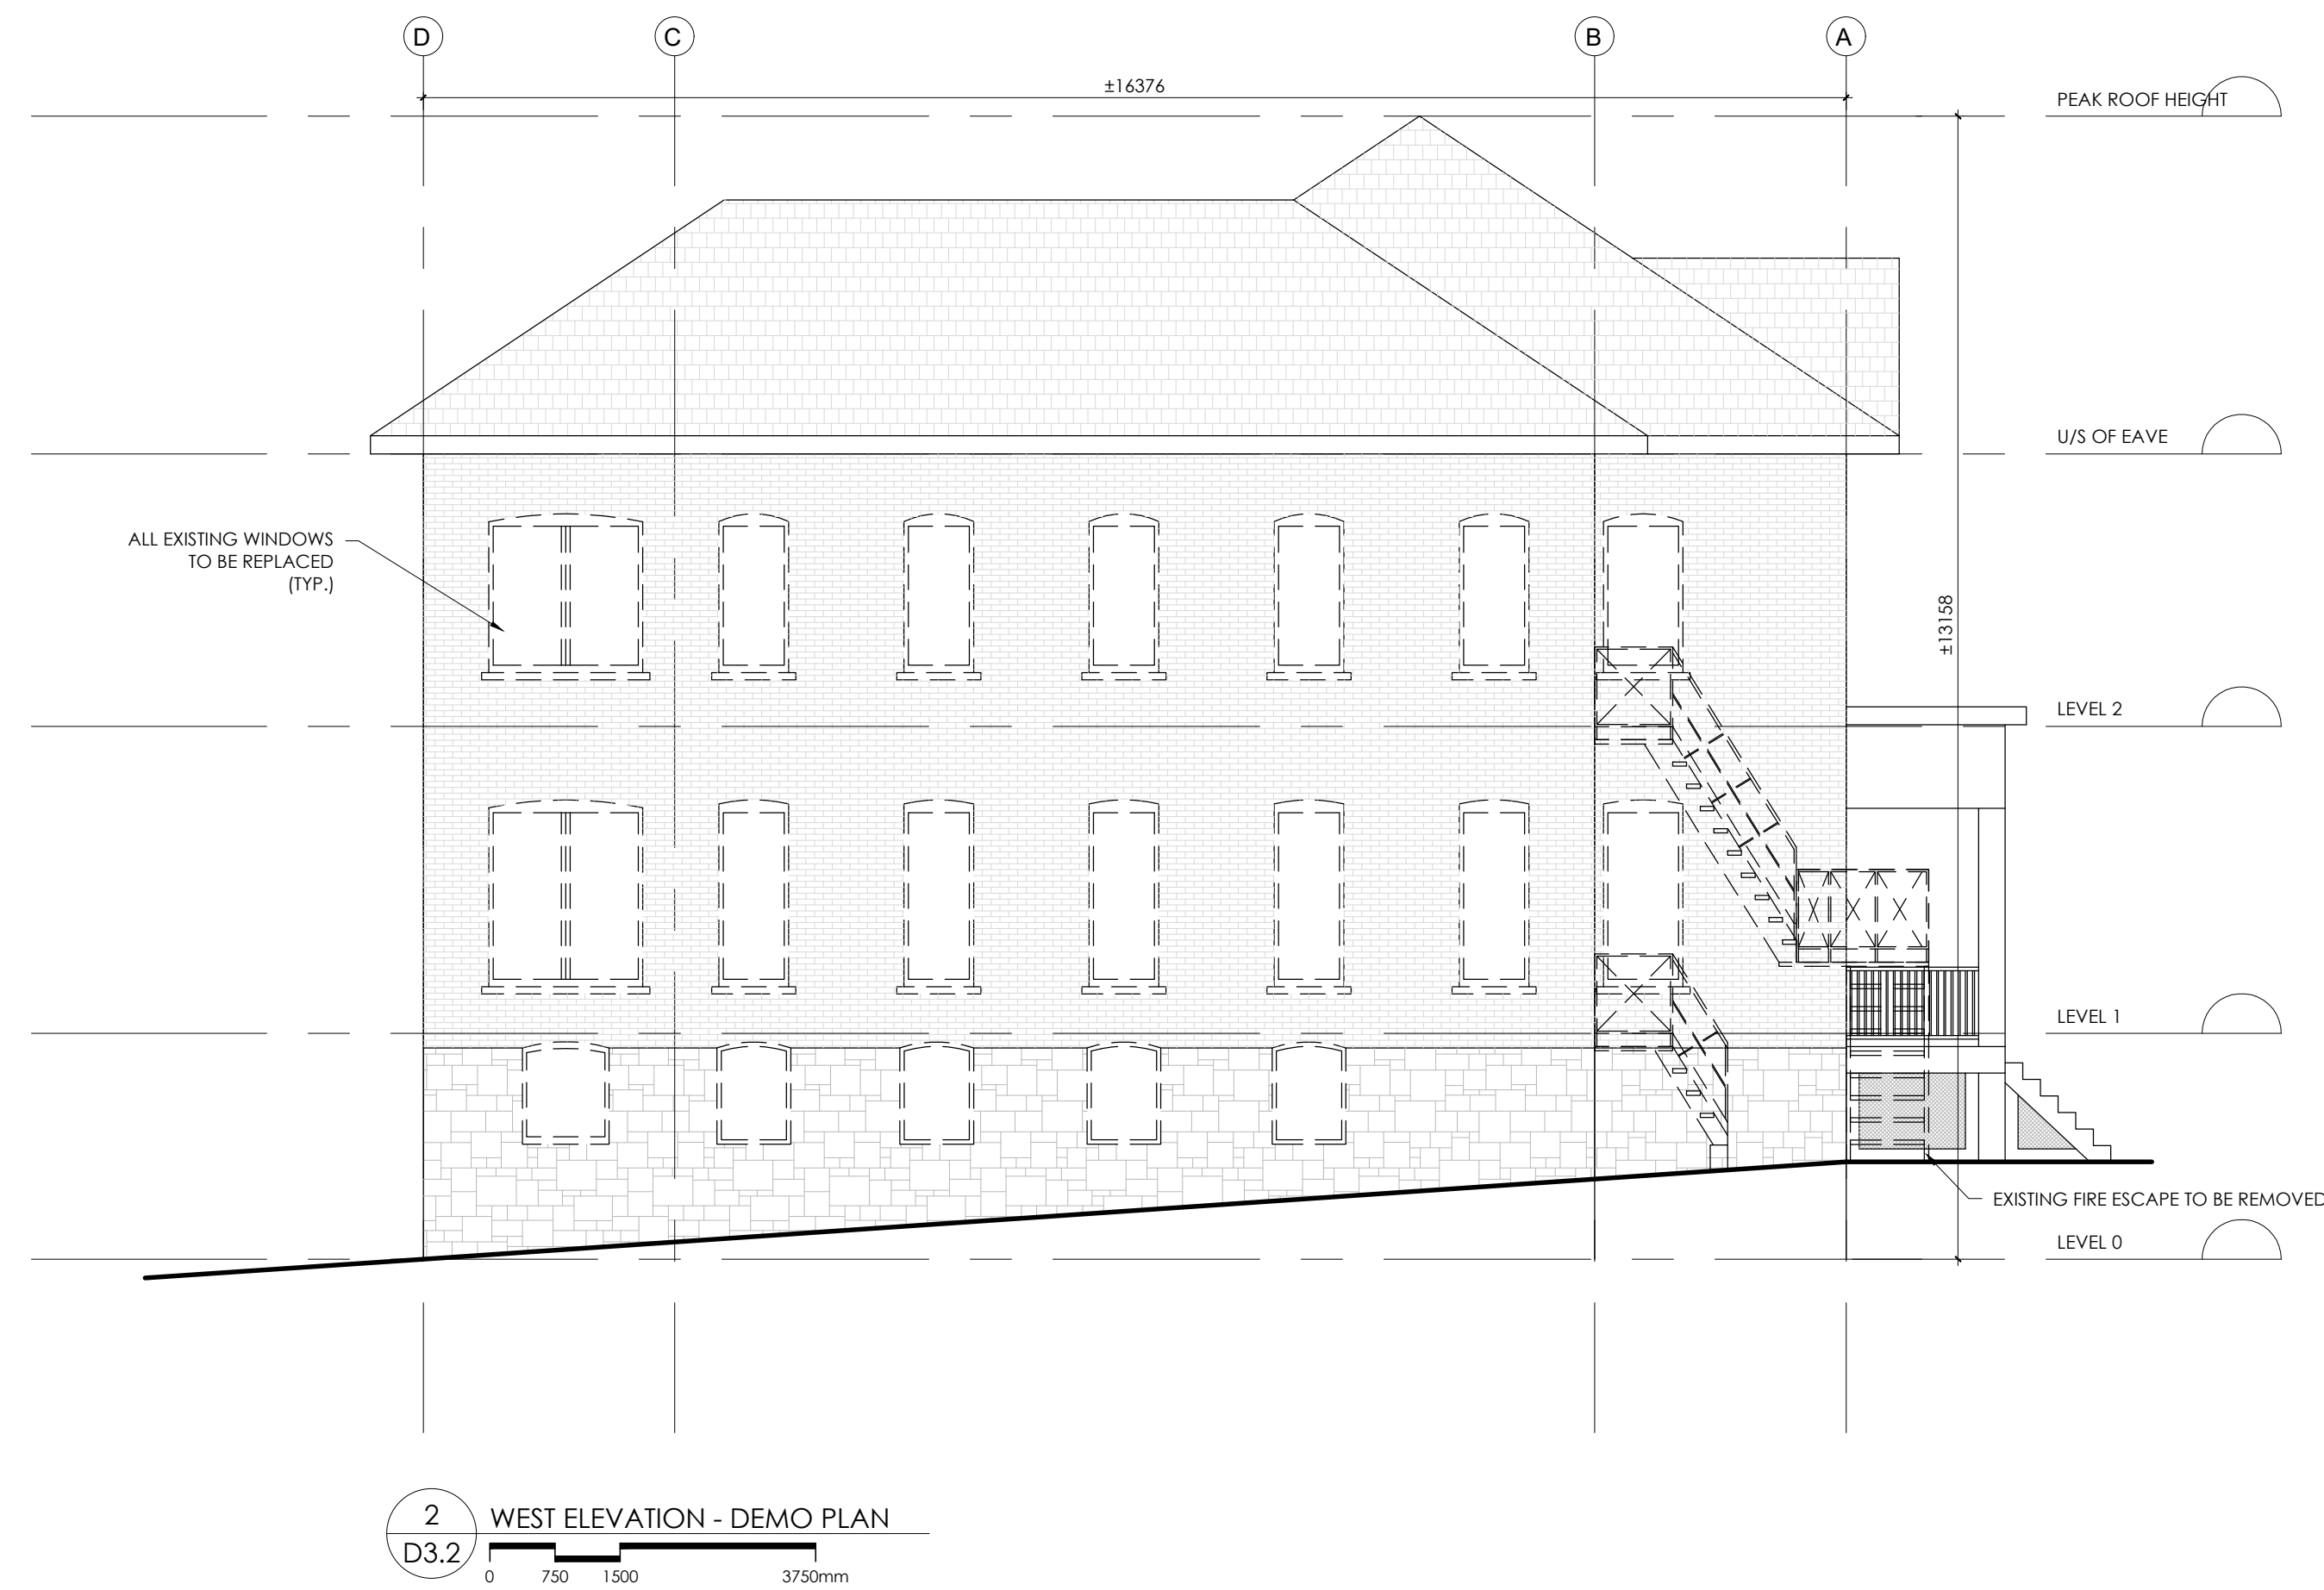 D
C
B
A
±16376
PEAK ROOF HEIGHT
U/S OF EAVE
ALL EXISTING WINDOWS
TO BE REPLACED
(TYP.)
±13158
LEVEL 2
LEVEL 1
EXISTING FIRE ESCAPE TO BE REMOVED
LEVEL 0
2
WEST ELEVATION - DEMO PLAN
D3.2
0 750 1500 3750mm